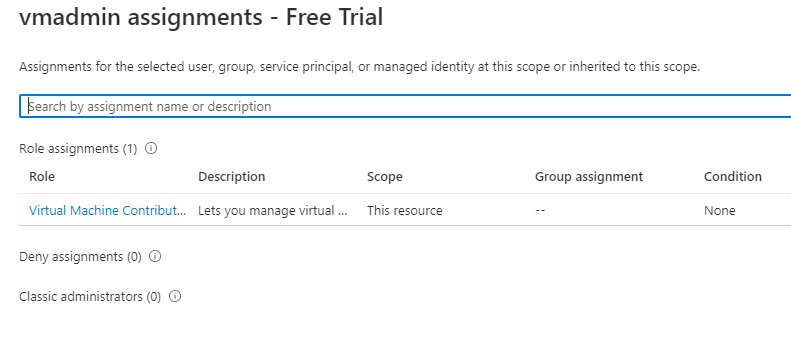 vmadmin assignments - Free Trial
Assignments for the selected user, group, service principal, or managed identity at this scope or inherited to this scope.
Search by assignment name or description
Role assignments (1)
Role Description Scope Group assignment Condition
Virtual Machine Contribut... Lets you manage virtual ... This resource -- None
Deny assignments (0)
Classic administrators (0)